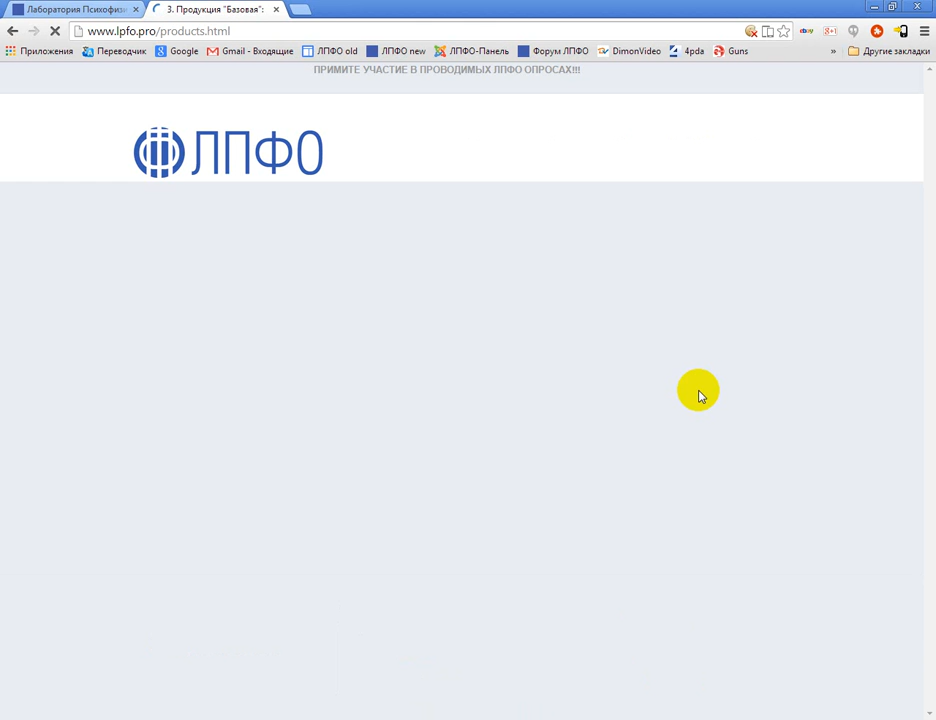 Лаборатория Психофизи
3. Продукция "Базовая":
www.lpfo.pro/products.html
Приложения Переводчик Google Gmail - Входящие ЛПФО old ЛПФО new ЛПФО-Панель Форум ЛПФО DimonVideo 4pda Guns » Другие закладки
ПРИМИТЕ УЧАСТИЕ В ПРОВОДИМЫХ ЛПФО ОПРОСАХ!!!
ЛПФО